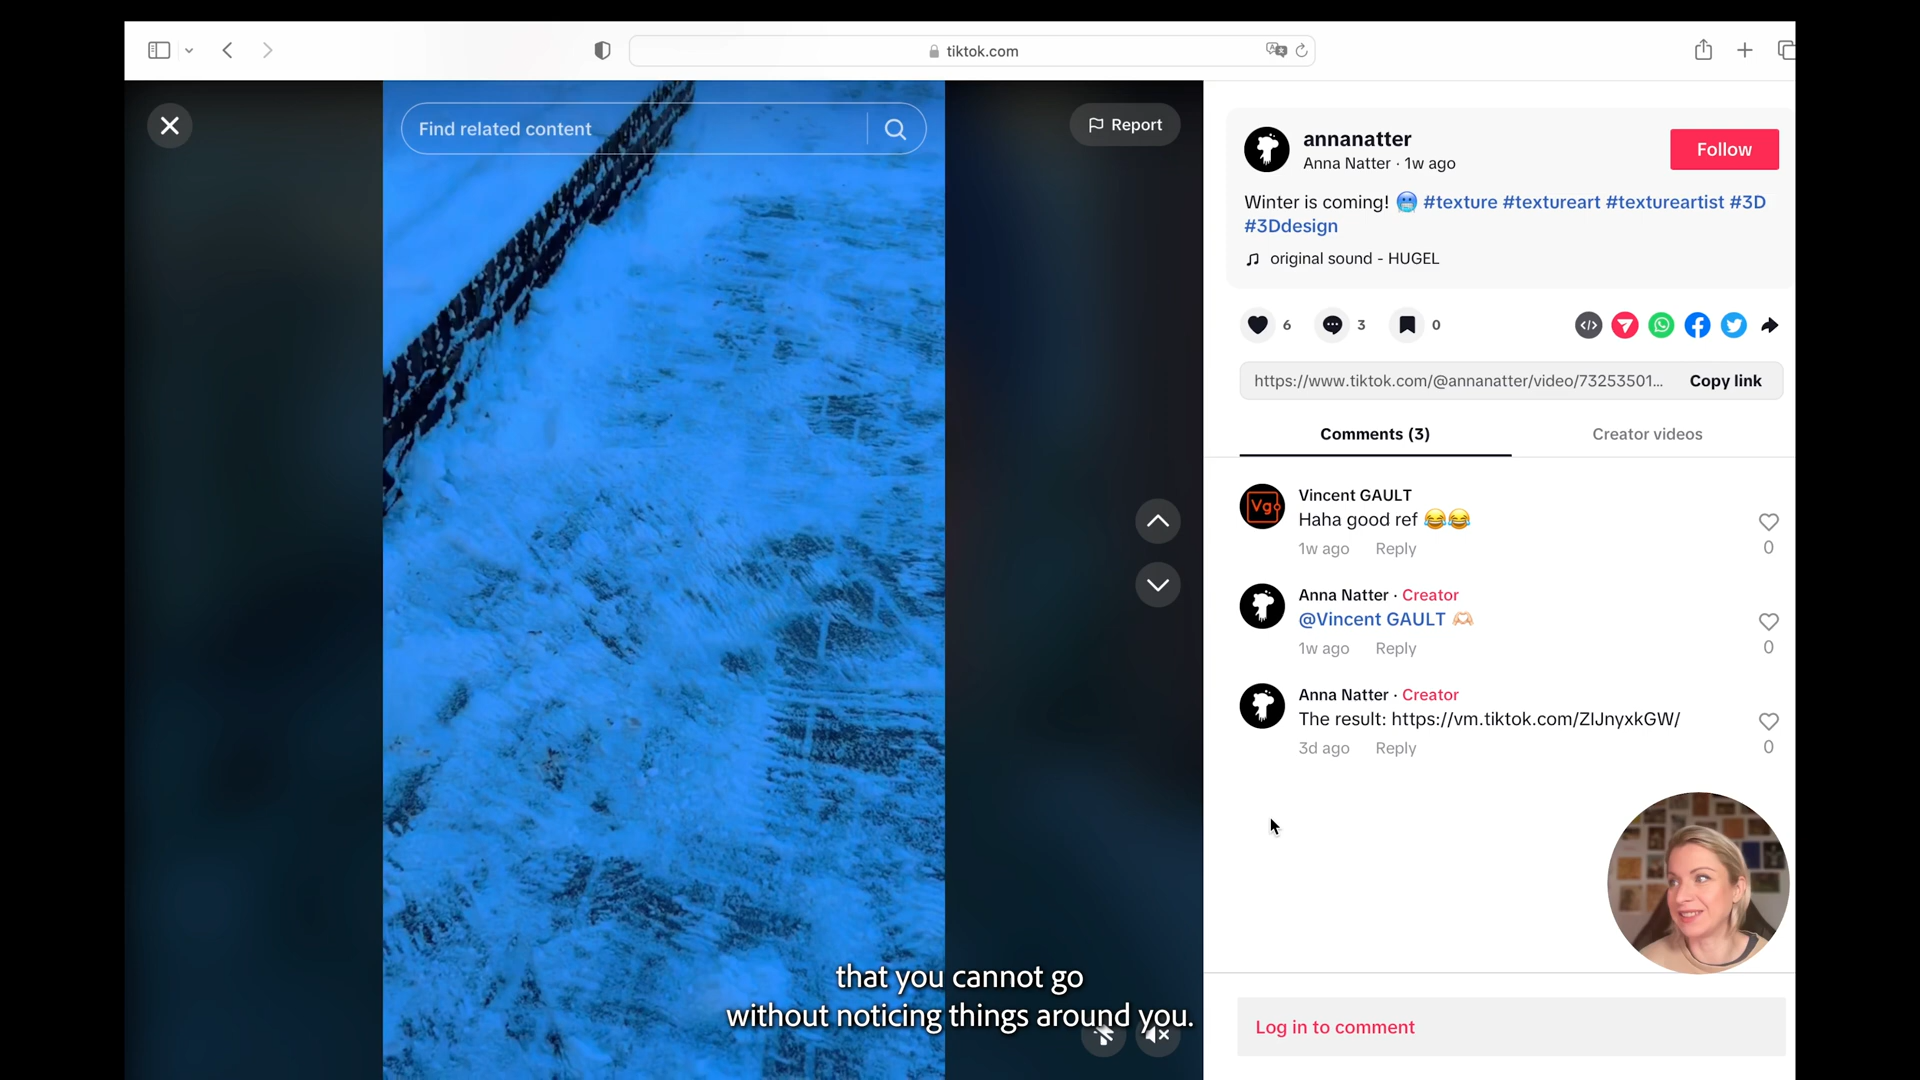 tiktok.com
Find related content
Report
annanatter
Anna Natter · 1w ago
Follow
Winter is coming! 🥶 #texture #textureart #textureartist #3D
#3Ddesign
original sound - HUGEL
6
3
0
https://www.tiktok.com/@annanatter/video/73253501...
Copy link
Comments (3)
Creator videos
Vg
Vincent GAULT
Haha good ref 😂😂
1w ago Reply
0
Anna Natter · Creator
@Vincent GAULT 🫶🏻
1w ago Reply
0
Anna Natter · Creator
The result: https://vm.tiktok.com/ZIJnyxkGW/
3d ago Reply
0
that you cannot go
without noticing things around you.
Log in to comment